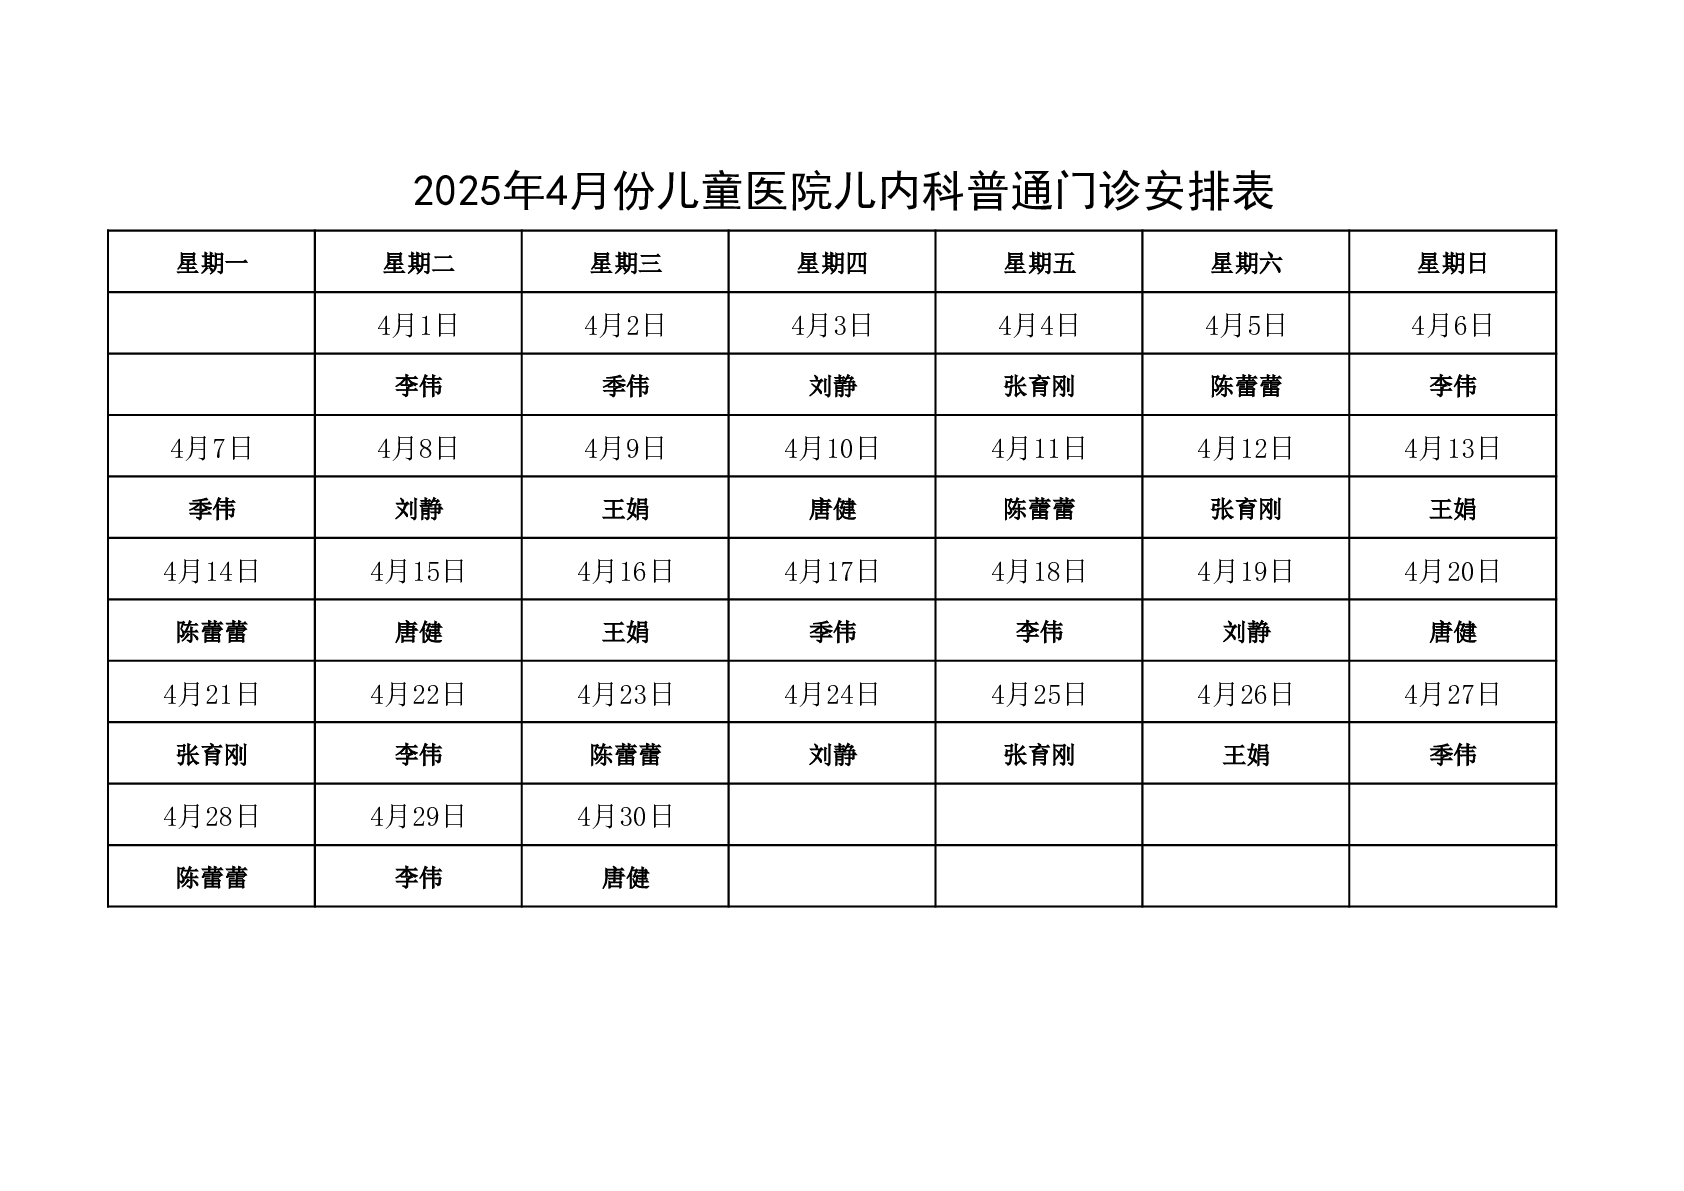 2025年4月份儿童医院儿内科普通门诊安排表
星期一 星期二 星期三 星期四 星期五 星期六 星期日
4月1日 4月2日 4月3日 4月4日 4月5日 4月6日
李伟 季伟 刘静 张育刚 陈蕾蕾 李伟
4月7日 4月8日 4月9日 4月10日 4月11日 4月12日 4月13日
季伟 刘静 王娟 唐健 陈蕾蕾 张育刚 王娟
4月14日 4月15日 4月16日 4月17日 4月18日 4月19日 4月20日
陈蕾蕾 唐健 王娟 季伟 李伟 刘静 唐健
4月21日 4月22日 4月23日 4月24日 4月25日 4月26日 4月27日
张育刚 李伟 陈蕾蕾 刘静 张育刚 王娟 季伟
4月28日 4月29日 4月30日
陈蕾蕾 李伟 唐健